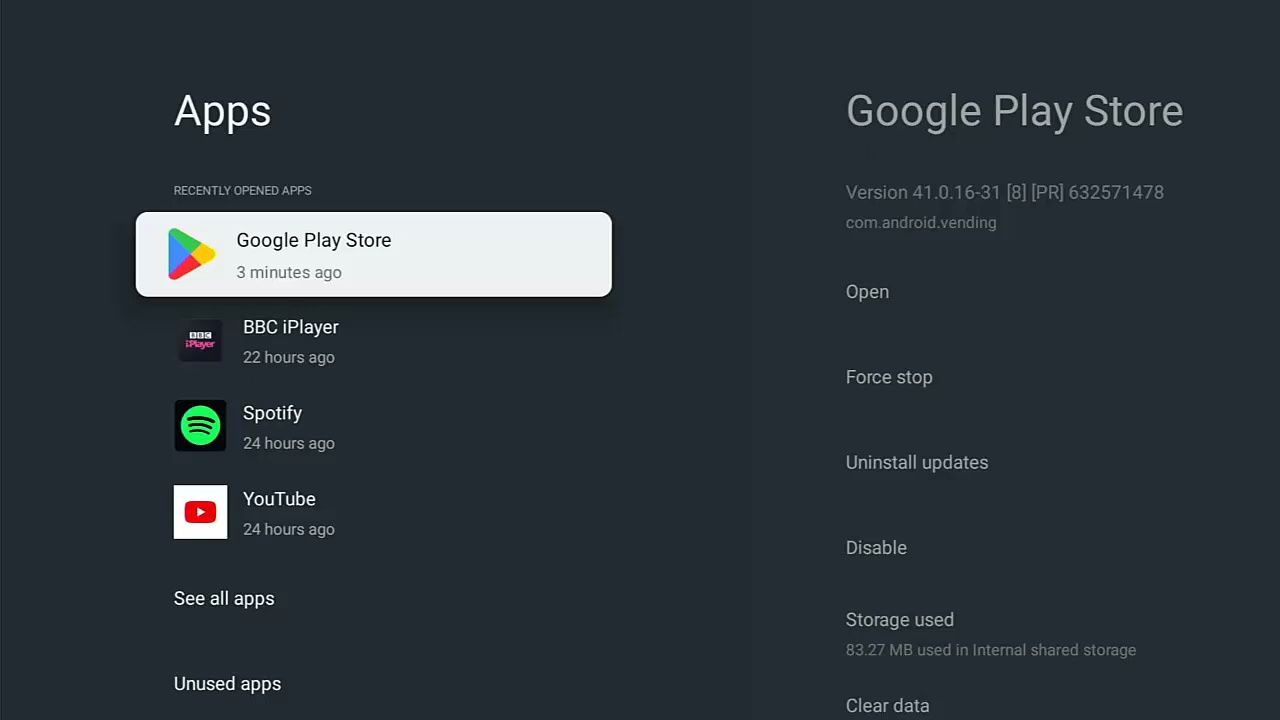 Apps
RECENTLY OPENED APPS
Google Play Store
3 minutes ago
BBC iPlayer
BBC
iPlayer
22 hours ago
Spotify
24 hours ago
YouTube
24 hours ago
See all apps
Unused apps
Google Play Store
Version 41.0.16-31 [8] [PR] 632571478
com.android.vending
Open
Force stop
Uninstall updates
Disable
Storage used
83.27 MB used in Internal shared storage
Clear data